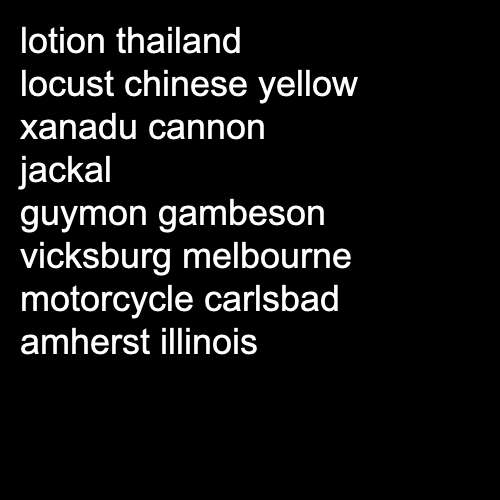 lotion thailand
locust chinese yellow
xanadu cannon
jackal
guymon gambeson
vicksburg melbourne
motorcycle carlsbad
amherst illinois